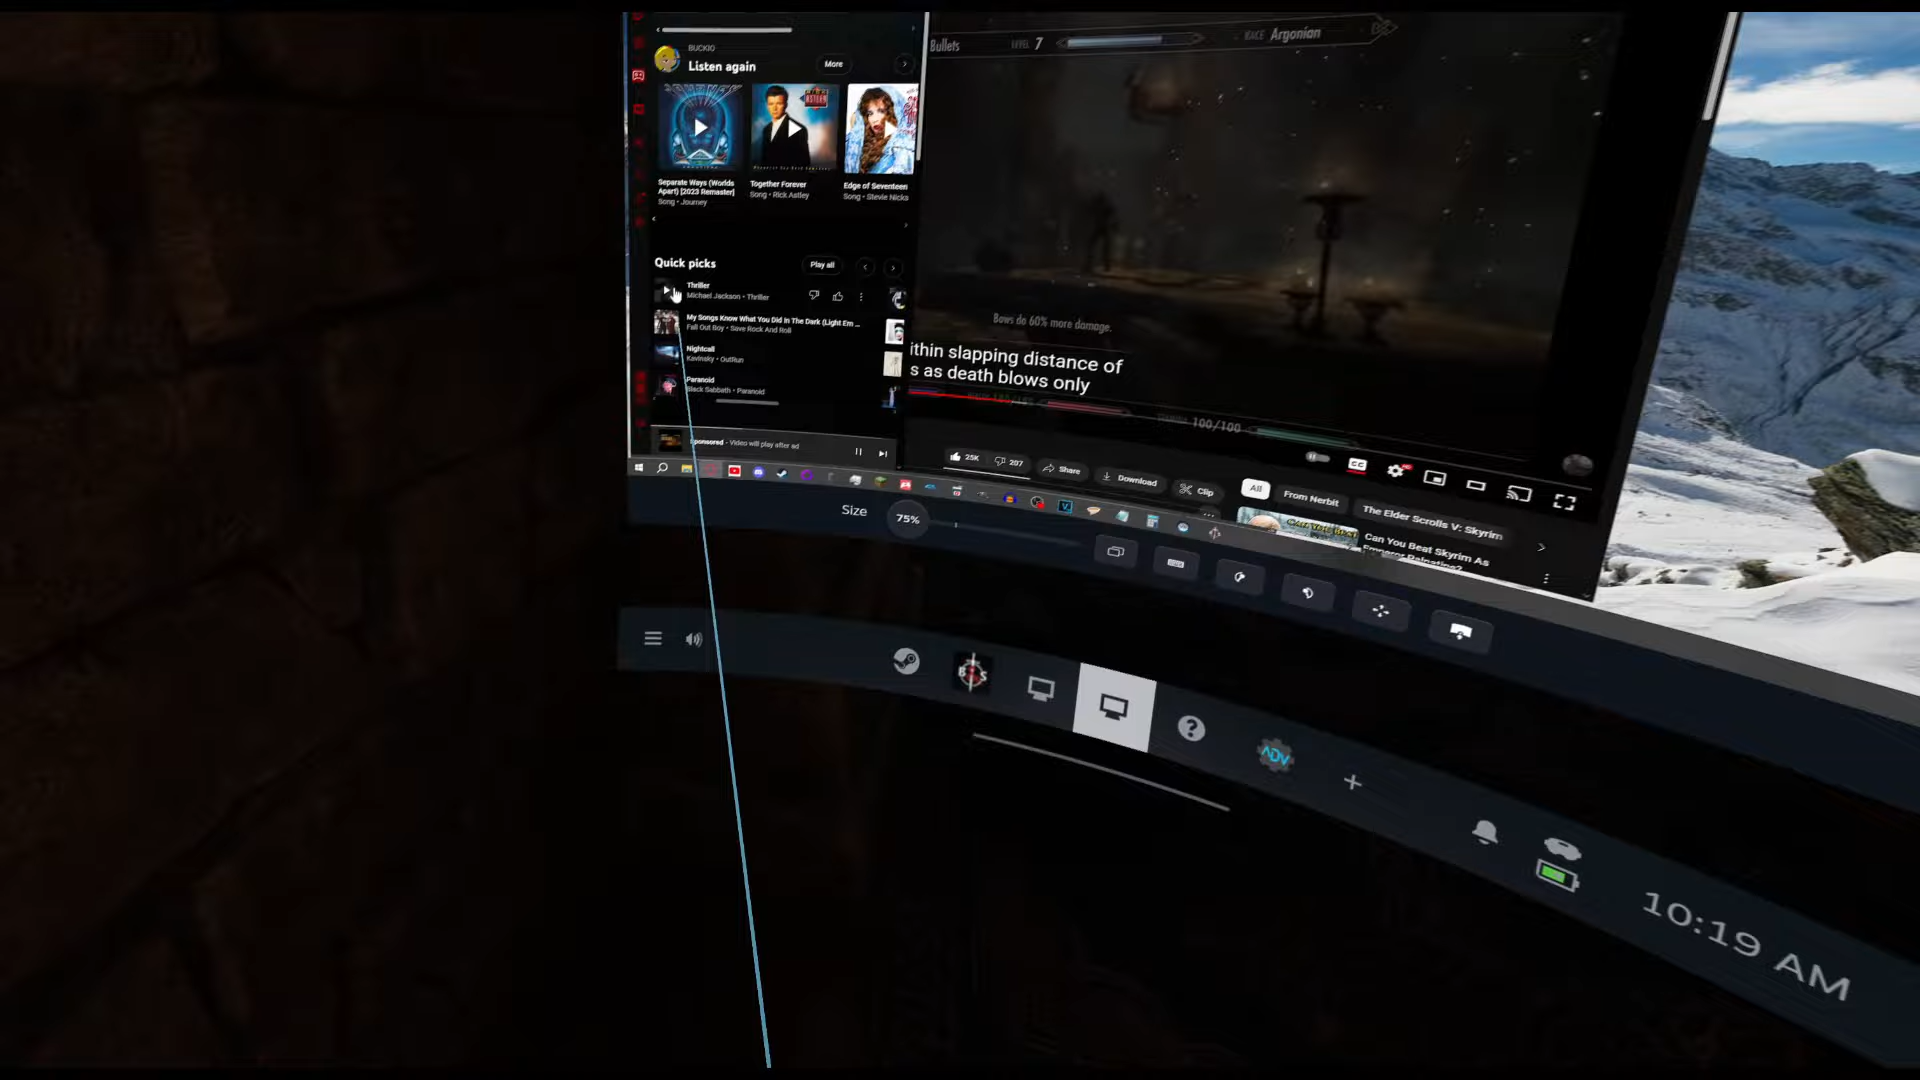 BUCKIO
Listen again
More
Separate Ways (Worlds
Apart) [2023 Remaster]
Song • Journey
Together Forever
Song • Rick Astley
Edge of Seventeen
Song • Stevie Nicks
Quick picks
Play all
Thriller
Michael Jackson • Thriller
My Songs Know What You Did In The Dark (Light Em ...
Fall Out Boy • Save Rock And Roll
Nightcall
Kavinsky • OutRun
Paranoid
Black Sabbath • Paranoid
Sponsored • Video will play after ad
Bullets
LEVEL 7
RACE Argonian
Bows do 60% more damage.
ithin slapping distance of
s as death blows only
100/100
25K
207
Share
Download
Clip
All
From Nerbit
The Elder Scrolls V: Skyrim
Can You Beat Skyrim As
Size
75%
ADV
10:19 AM